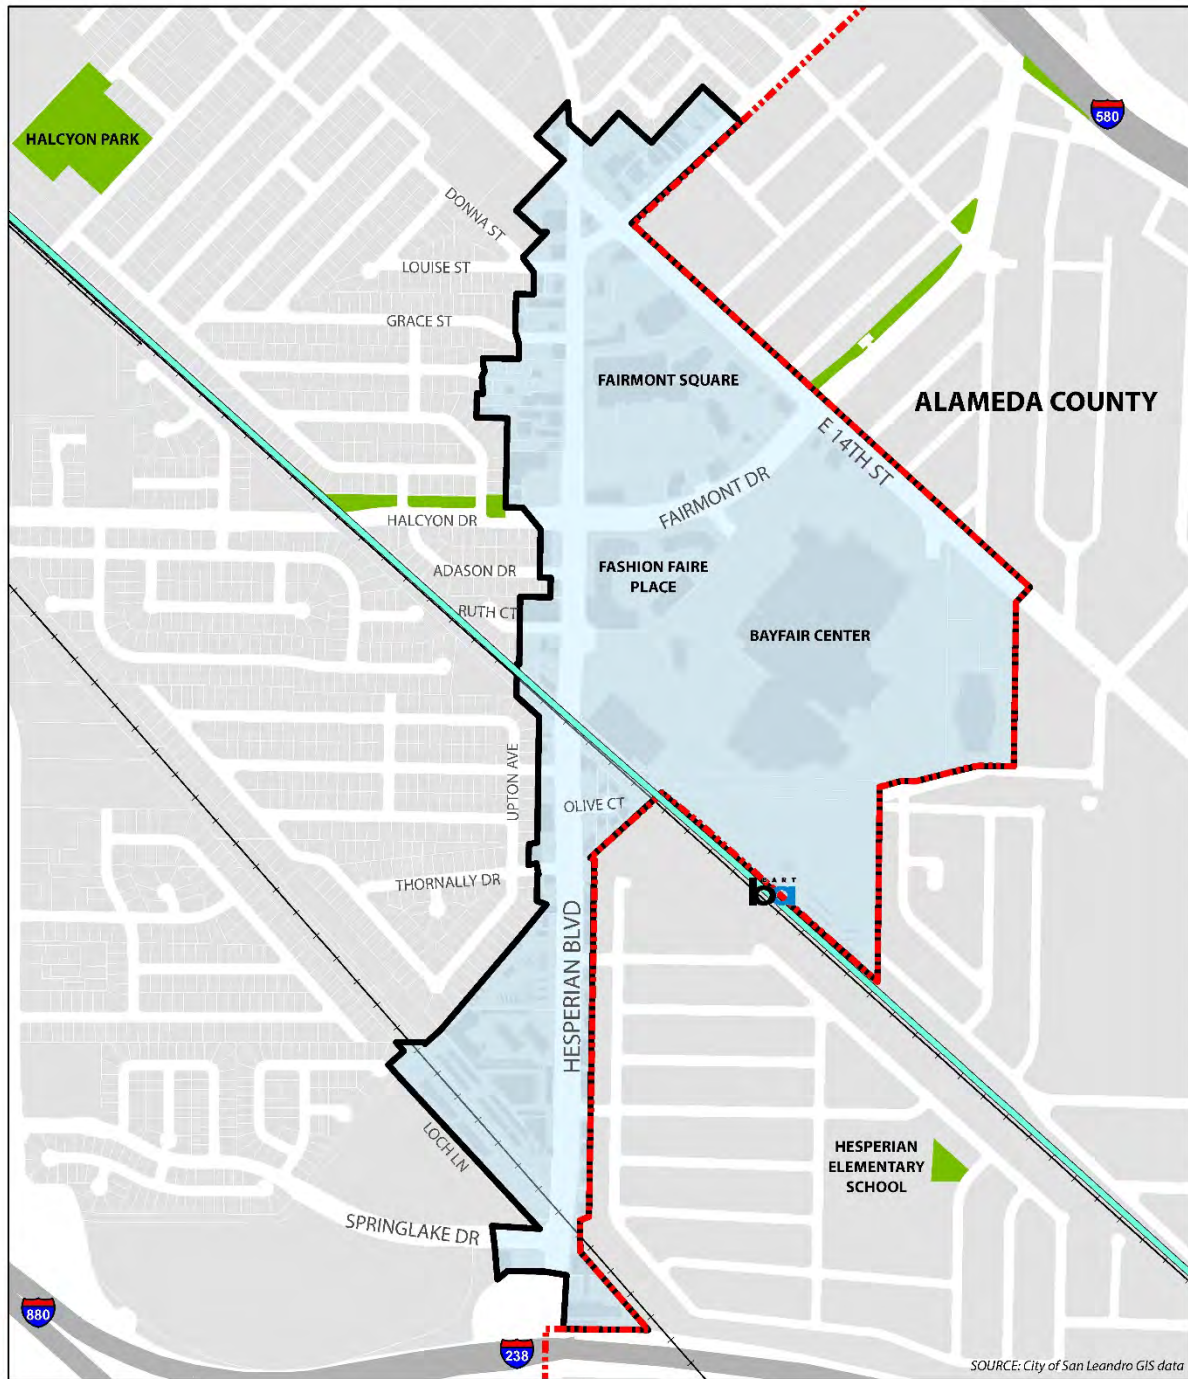 580
HALCYON PARK
DONNA ST
LOUISE ST
GRACE ST
FAIRMONT SQUARE
ALAMEDA COUNTY
E 14TH ST
FAIRMONT DR
HALCYON DR
ADASON DR
FASHION FAIRE
PLACE
RUTH CT
BAYFAIR CENTER
UPTON AVE
OLIVE CT
THORNALLY DR
BART
ba
HESPERIAN BLVD
LOCH LN
HESPERIAN
ELEMENTARY
SCHOOL
SPRINGLAKE DR
880
238
SOURCE: City of San Leandro GIS data